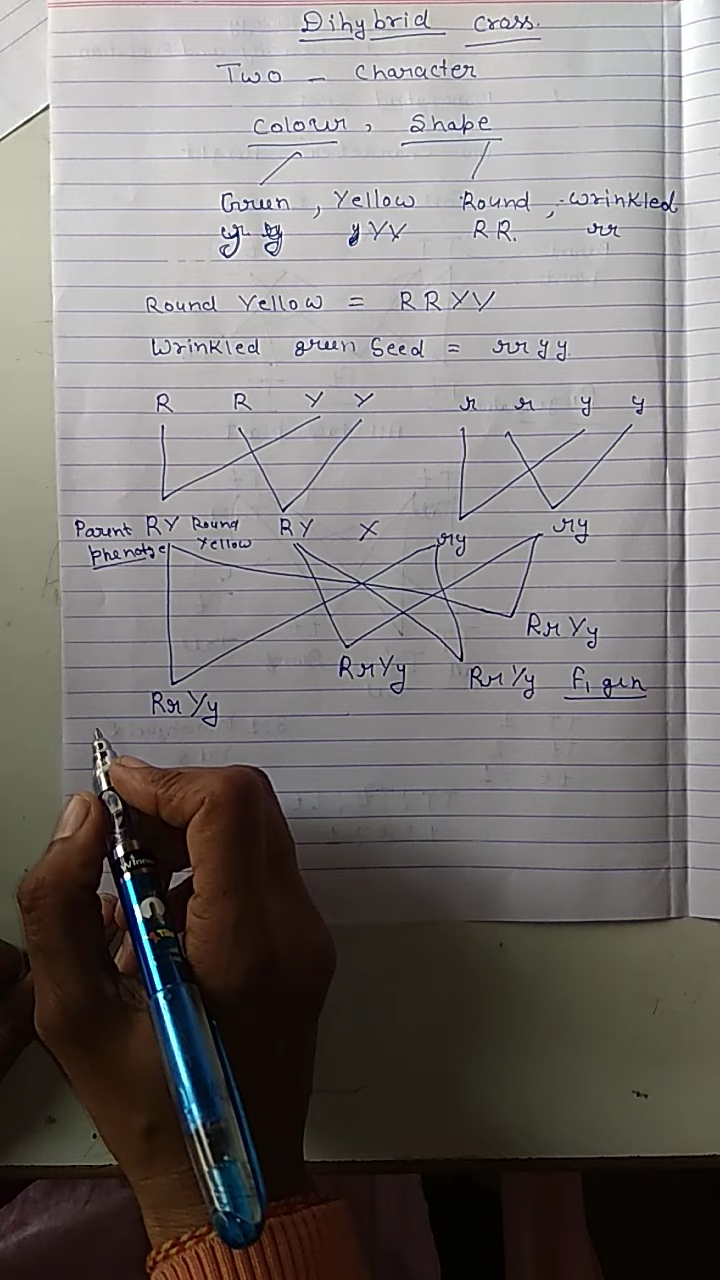 Dihybrid cross.
Two - Character
Colour, Shape
Green, Yellow Round, Wrinkled
yy YY RR. rr
Round Yellow = RRYY
Wrinkled green Seed = rryy
R R Y Y r r y y
Parent RY Round RY X ry ry
Yellow
RrYy
RrYy RrYy F1 gen
RrYy